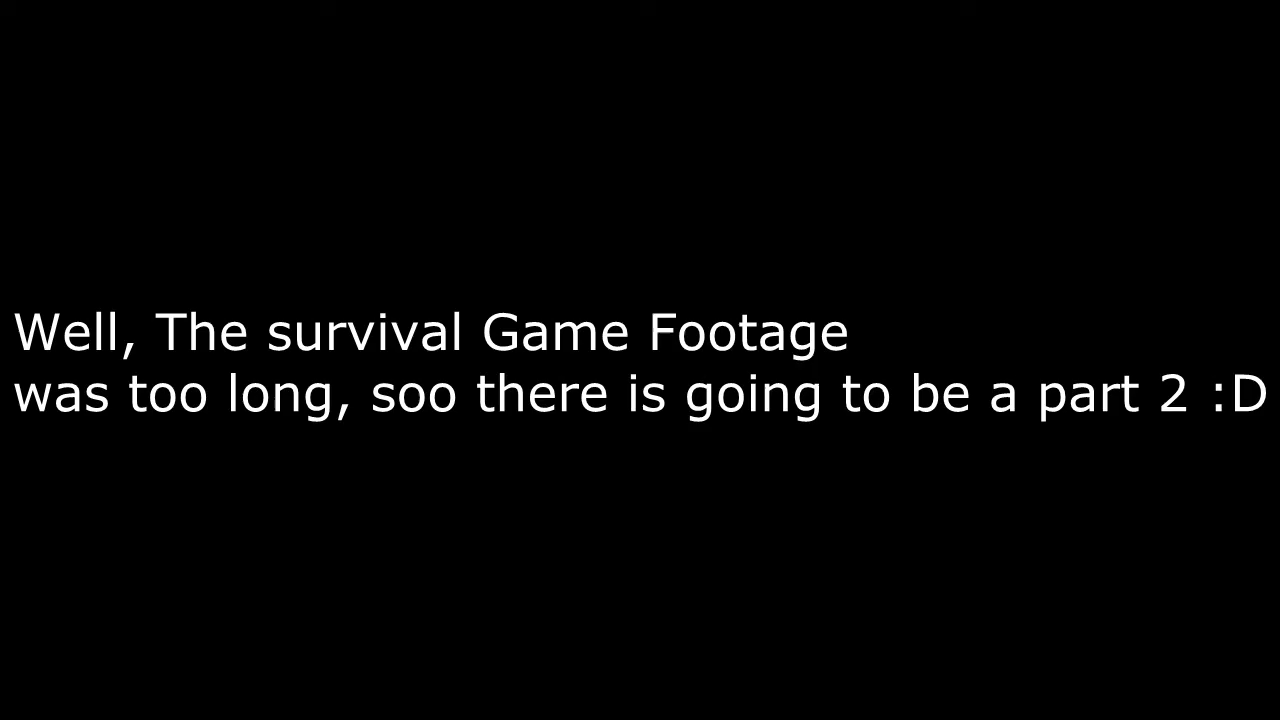 Well, The survival Game Footage
was too long, soo there is going to be a part 2 :D